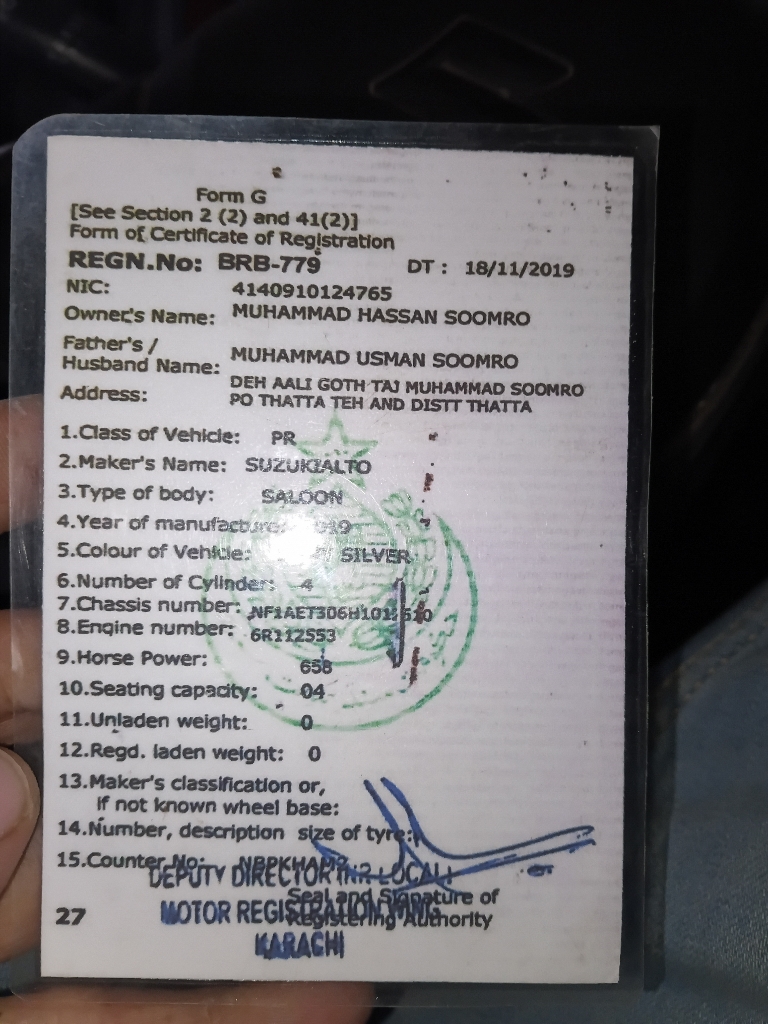 Form G
[See Section 2 (2) and 41(2)]
Form of Certificate of Registration
REGN.No: BRB-779 DT : 18/11/2019
NIC: 4140910124765
Owner's Name: MUHAMMAD HASSAN SOOMRO
Father's /
Husband Name: MUHAMMAD USMAN SOOMRO
Address: DEH AALI GOTH TAJ MUHAMMAD SOOMRO
PO THATTA TEH AND DISTT THATTA
1.Class of Vehicle: PR
2.Maker's Name: SUZUKIALTO
3.Type of body: SALOON
4.Year of manufacture
5.Colour of Vehicle: SILVER
6.Number of Cylinder: 4
7.Chassis number:
8.Engine number: 6R112553
9.Horse Power: 658
10.Seating capacity: 04
11.Unladen weight: 0
12.Regd. laden weight: 0
13.Maker's classification or,
if not known wheel base:
14.Number, description size of tyre:
15.Counter No:
DEPUTY DIRECTOR LOCAL
Seal and Signature of
27 MOTOR REGISTRATION WING
Registering Authority
KARACHI